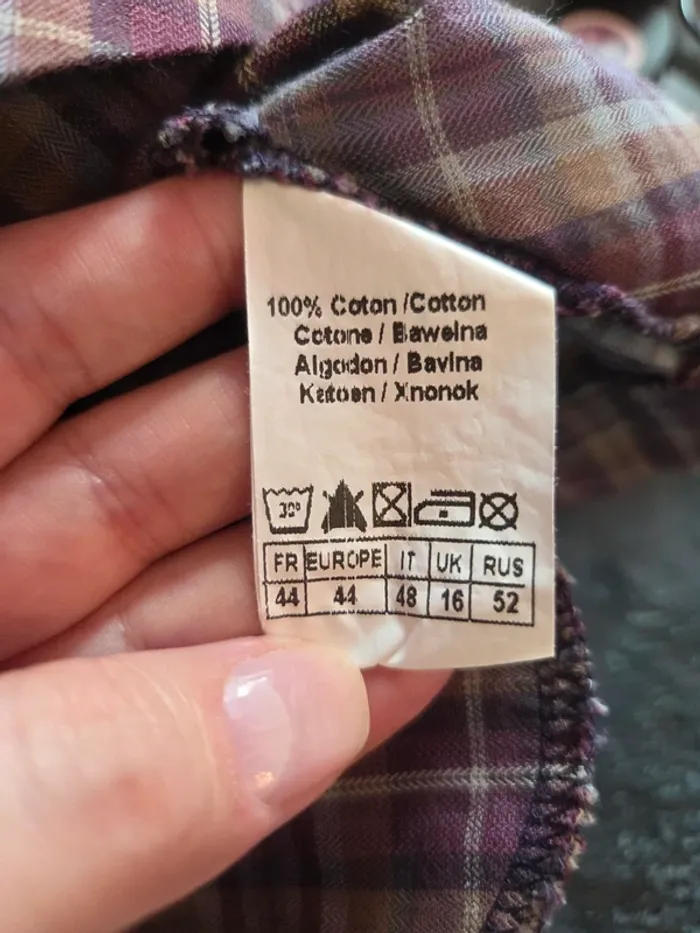 100% Coton /Cotton
Cotone / Bawelna
Algodon / Bavlna
Katoen / Xnonok
30°
FR EUROPE IT UK RUS
44 44 48 16 52